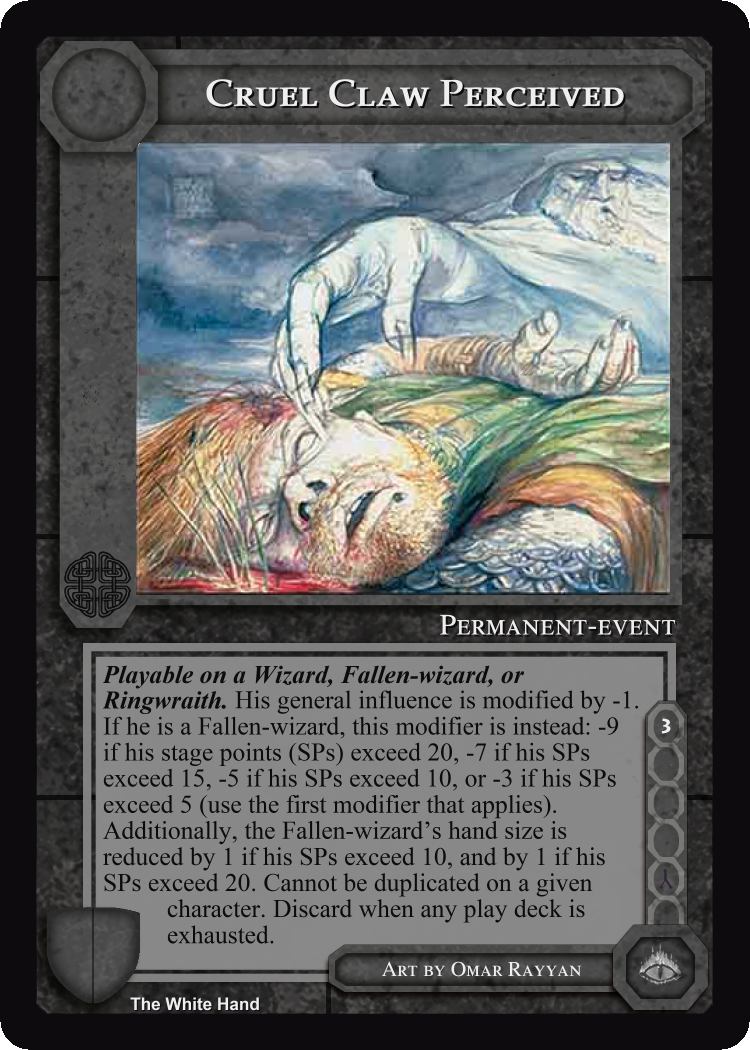 Cruel Claw Perceived
Permanent-event
Playable on a Wizard, Fallen-wizard, or
Ringwraith. His general influence is modified by -1.
If he is a Fallen-wizard, this modifier is instead: -9
if his stage points (SPs) exceed 20, -7 if his SPs
exceed 15, -5 if his SPs exceed 10, or -3 if his SPs
exceed 5 (use the first modifier that applies).
Additionally, the Fallen-wizard's hand size is
reduced by 1 if his SPs exceed 10, and by 1 if his
SPs exceed 20. Cannot be duplicated on a given
character. Discard when any play deck is
exhausted.
3
Art by Omar Rayyan
The White Hand